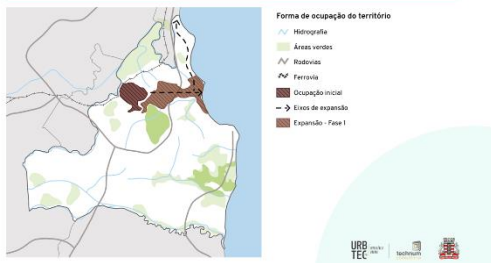 Forma de ocupação do território
Hidrografia
Áreas verdes
Rodovias
Ferrovia
Ocupação inicial
Eixos de expansão
Expansão - Fase I
URB
TEC
technum